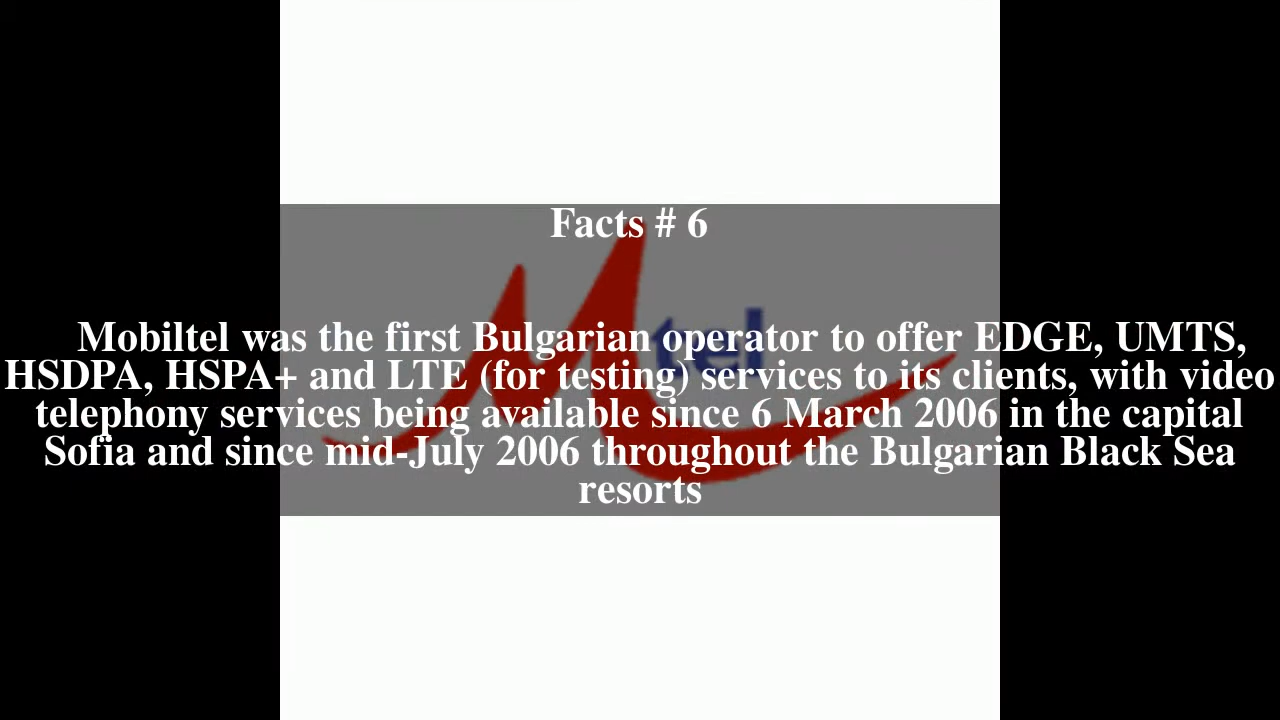 Facts # 6
Mobiltel was the first Bulgarian operator to offer EDGE, UMTS,
HSDPA, HSPA+ and LTE (for testing) services to its clients, with video
telephony services being available since 6 March 2006 in the capital
Sofia and since mid-July 2006 throughout the Bulgarian Black Sea
resorts
Mtel